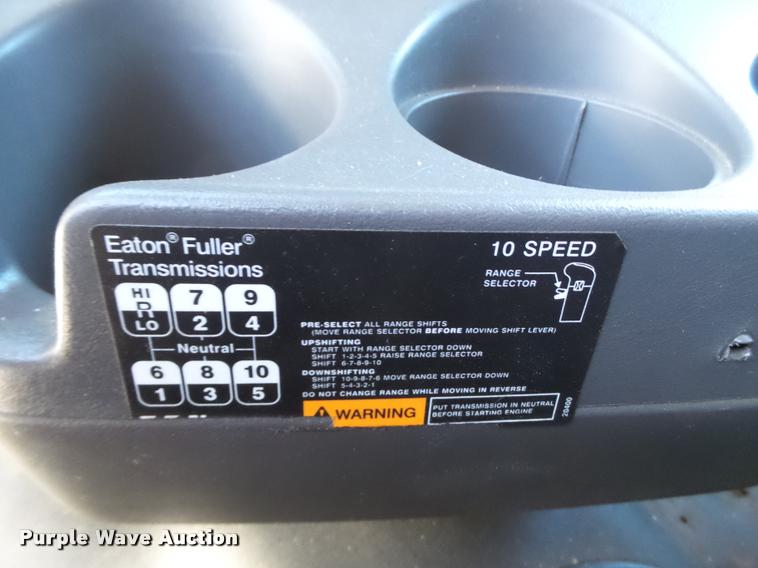 Eaton® Fuller®
Transmissions
10 SPEED
RANGE
SELECTOR
HI
R
LO
7
2
9
4
Neutral
6
1
8
3
10
5
PRE-SELECT ALL RANGE SHIFTS
(MOVE RANGE SELECTOR BEFORE MOVING SHIFT LEVER)
UPSHIFTING
START WITH RANGE SELECTOR DOWN
SHIFT 1-2-3-4-5 RAISE RANGE SELECTOR
SHIFT 6-7-8-9-10
DOWNSHIFTING
SHIFT 10-9-8-7-6 MOVE RANGE SELECTOR DOWN
SHIFT 5-4-3-2-1
DO NOT CHANGE RANGE WHILE MOVING IN REVERSE
WARNING
PUT TRANSMISSION IN NEUTRAL
BEFORE STARTING ENGINE
20400
Purple Wave Auction